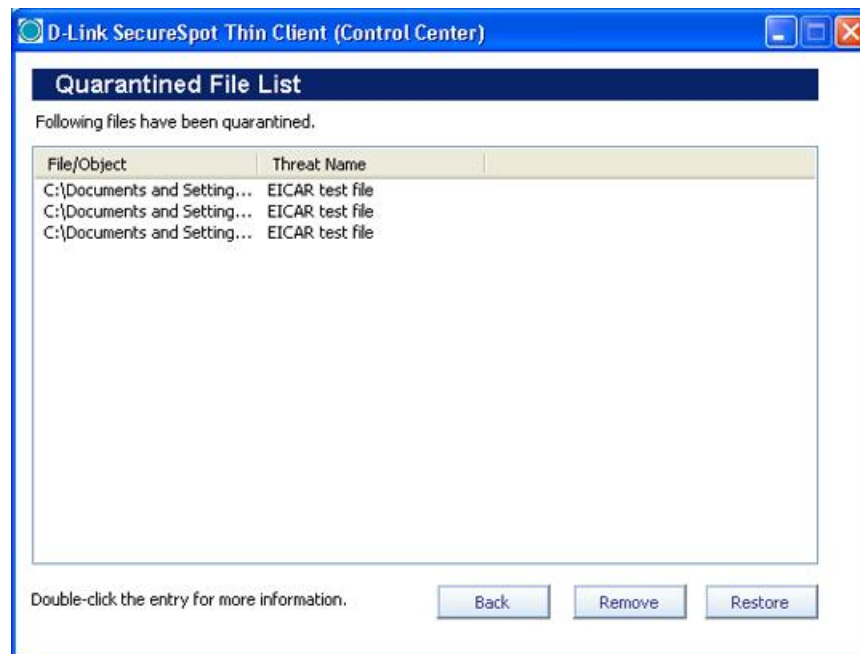 D-Link SecureSpot Thin Client (Control Center)
Quarantined File List
Following files have been quarantined.
File/Object Threat Name
C:\Documents and Setting... EICAR test file
C:\Documents and Setting... EICAR test file
C:\Documents and Setting... EICAR test file
Double-click the entry for more information. Back Remove Restore